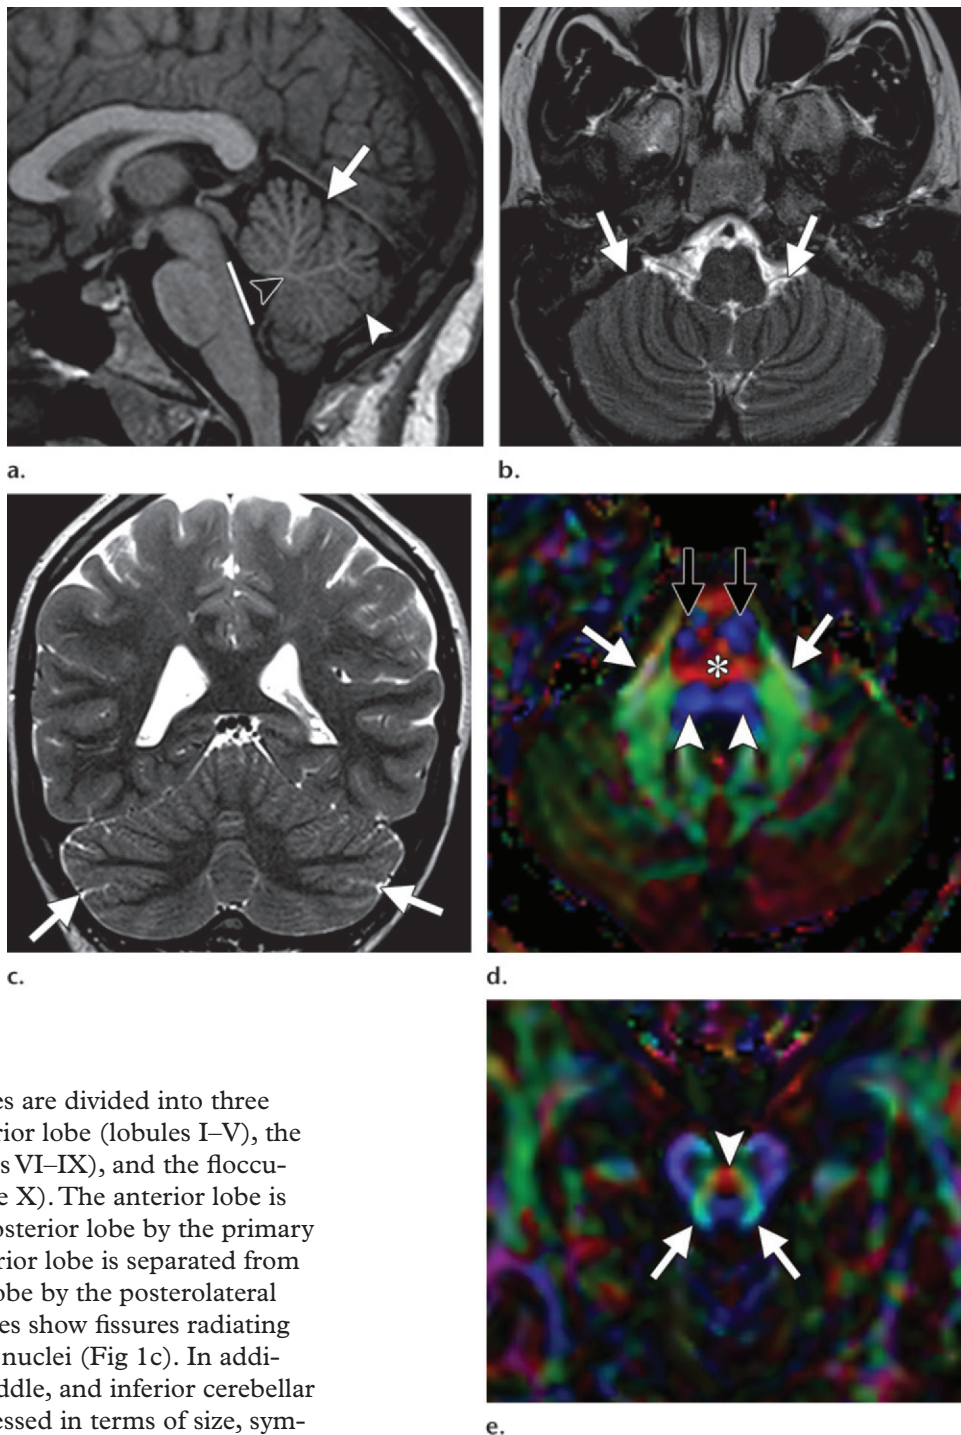 a.
b.
c.
d.
es are divided into three
rior lobe (lobules I–V), the
s VI–IX), and the floccu-
e X). The anterior lobe is
osterior lobe by the primary
rior lobe is separated from
obe by the posterolateral
es show fissures radiating
nuclei (Fig 1c). In addi-
ddle, and inferior cerebellar
essed in terms of size, sym-
e.